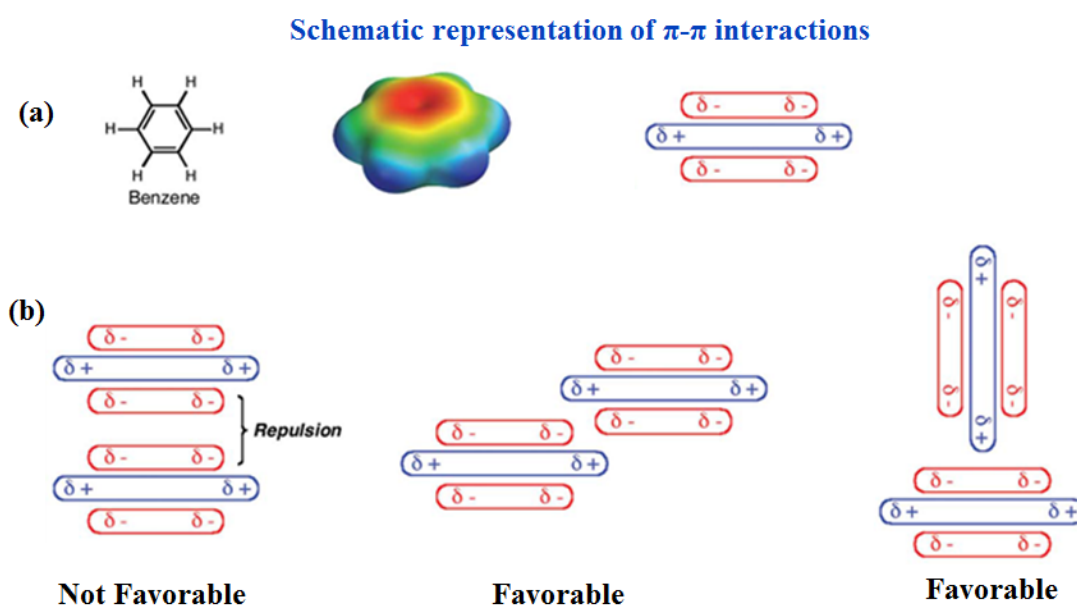 Schematic representation of π-π interactions
(a)
H H
H H
H H
Benzene
δ - δ -
δ + δ +
δ - δ -
(b)
δ - δ -
δ + δ +
δ - δ -
Repulsion
δ - δ -
δ + δ +
δ - δ -
Not Favorable
δ - δ -
δ + δ +
δ - δ -
δ - δ -
δ + δ +
δ - δ -
Favorable
δ +
δ - δ -
δ - δ -
δ +
δ - δ -
δ + δ +
δ - δ -
Favorable